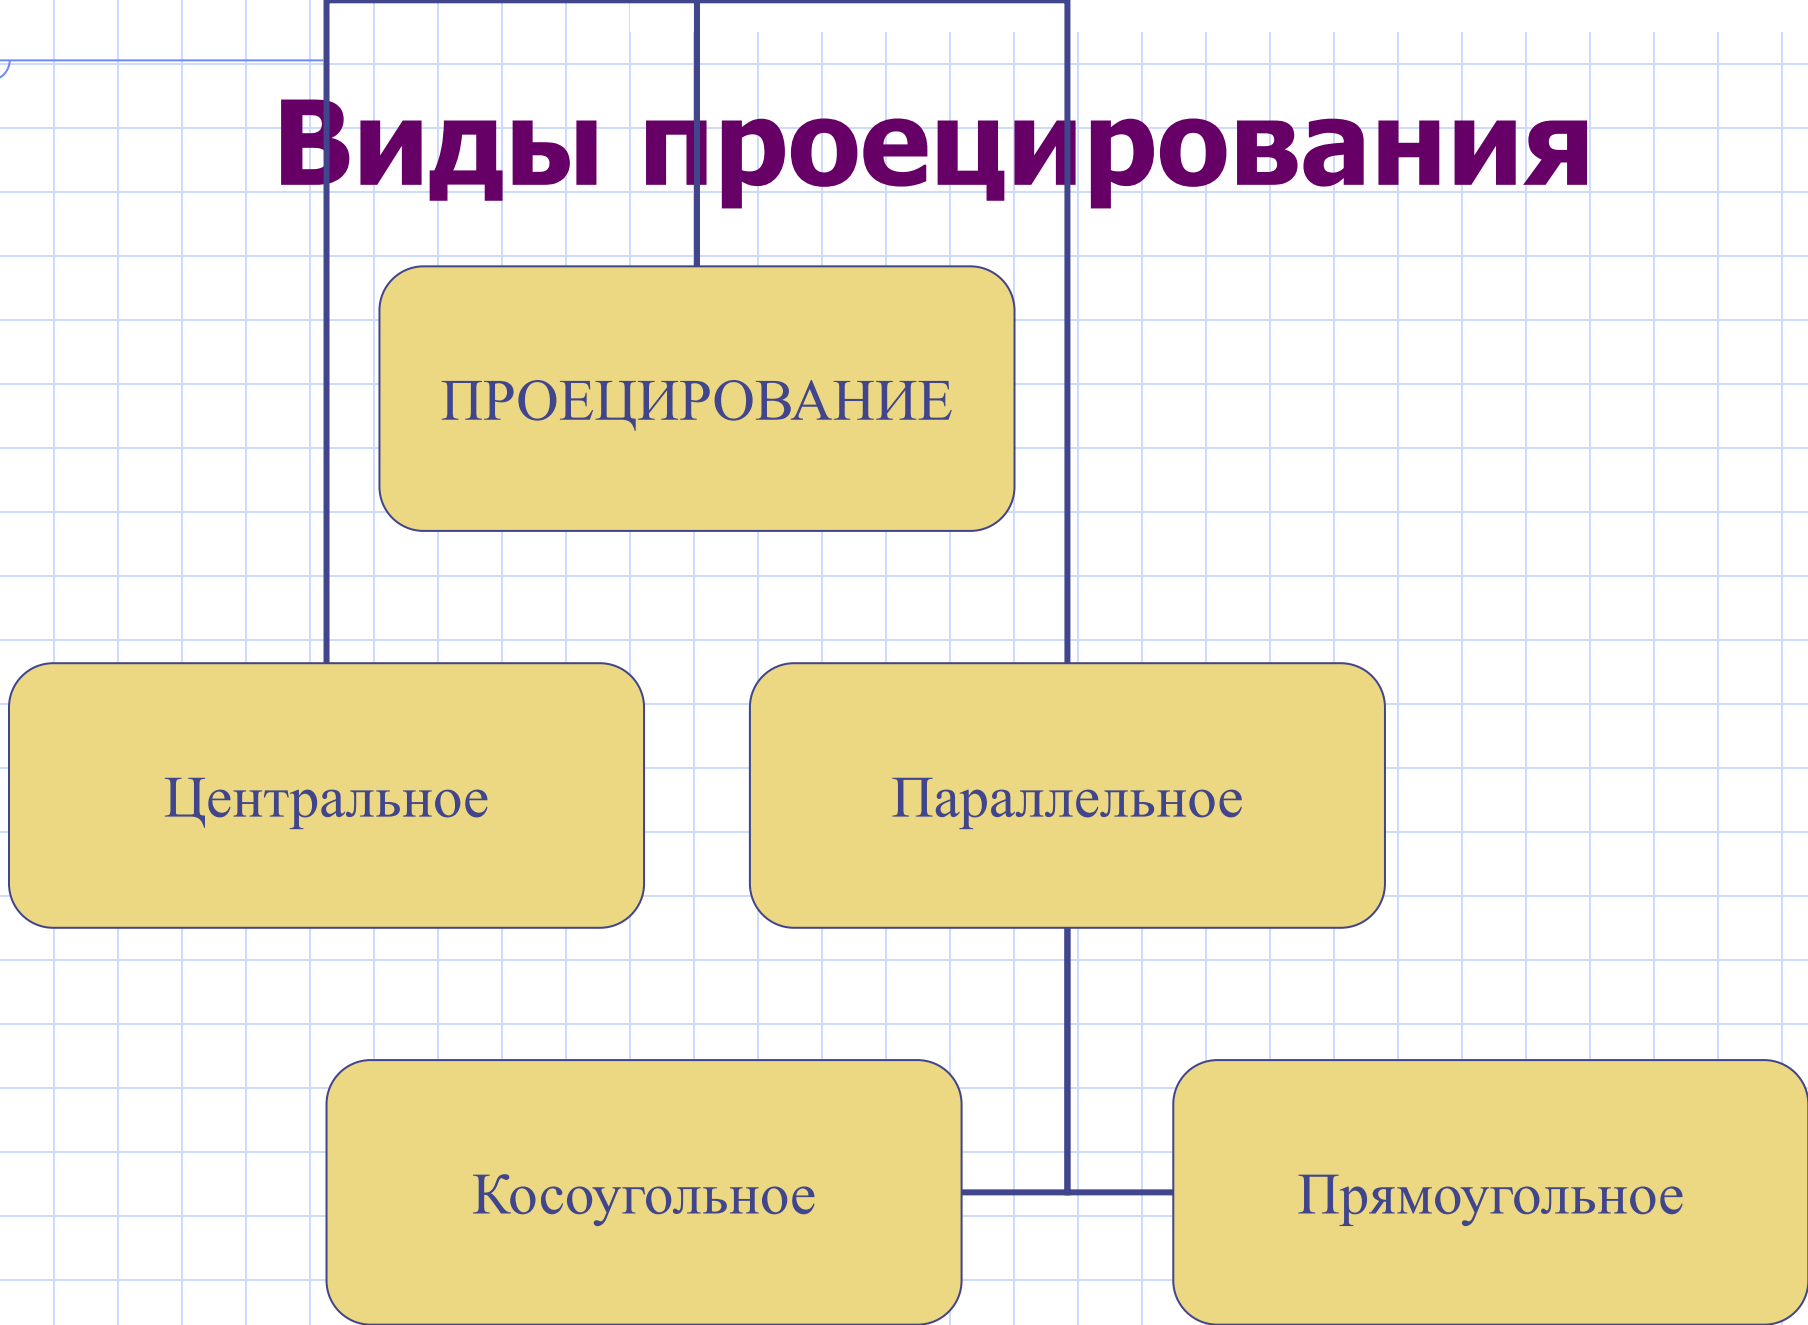 Виды проецирования
ПРОЕЦИРОВАНИЕ
Центральное
Параллельное
Косоугольное
Прямоугольное